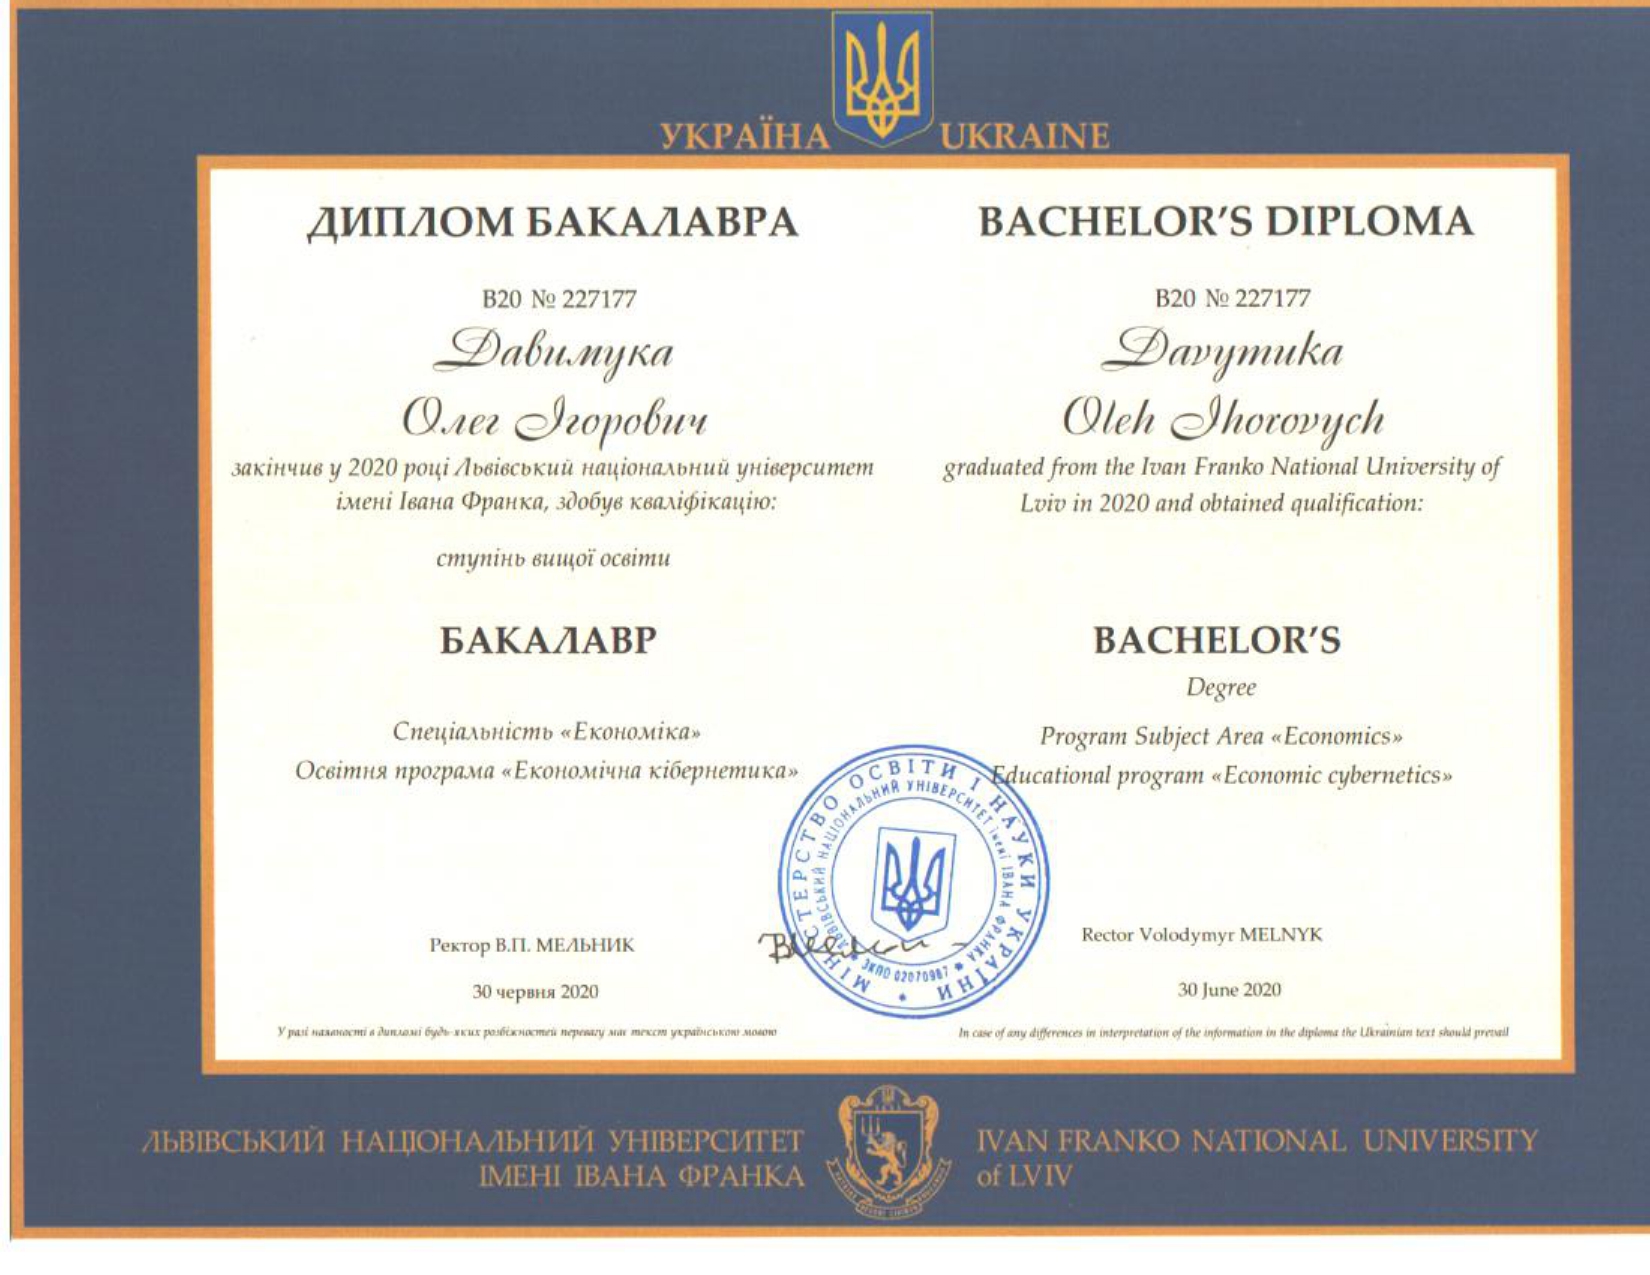 УКРАЇНА UKRAINE
ДИПЛОМ БАКАЛАВРА
В20 № 227177
Давимука
Олег Ігорович
закінчив у 2020 році Львівський національний університет
імені Івана Франка, здобув кваліфікацію:
ступінь вищої освіти
БАКАЛАВР
Спеціальність «Економіка»
Освітня програма «Економічна кібернетика»
Ректор В.П. МЕЛЬНИК
30 червня 2020
У разі наявності в дипломі будь-яких розбіжностей перевагу має текст українською мовою
BACHELOR'S DIPLOMA
B20 № 227177
Davymuka
Oleh Ihorovych
graduated from the Ivan Franko National University of
Lviv in 2020 and obtained qualification:
BACHELOR'S
Degree
Program Subject Area «Economics»
Educational program «Economic cybernetics»
Rector Volodymyr MELNYK
30 June 2020
In case of any differences in interpretation of the information in the diploma the Ukrainian text should prevail
МІНІСТЕРСТВО ОСВІТИ І НАУКИ УКРАЇНИ
ЛЬВІВСЬКИЙ НАЦІОНАЛЬНИЙ УНІВЕРСИТЕТ імені ІВАНА ФРАНКА
ЗКПО 02070987
ЛЬВІВСЬКИЙ НАЦІОНАЛЬНИЙ УНІВЕРСИТЕТ
ІМЕНІ ІВАНА ФРАНКА
IVAN FRANKO NATIONAL UNIVERSITY
of LVIV